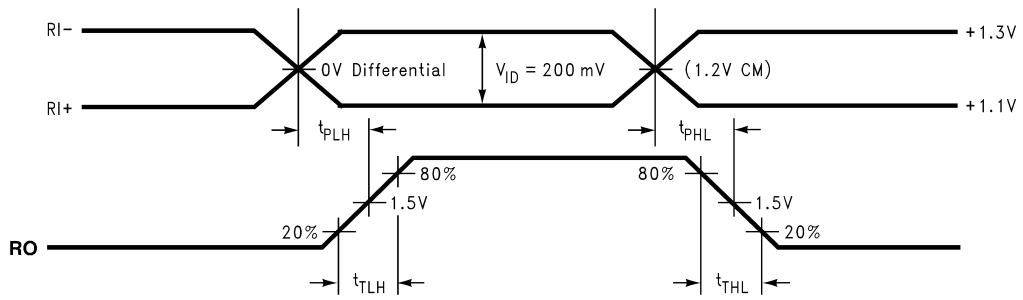 RI- +1.3V
0V Differential V_ID = 200 mV (1.2V CM)
RI+ +1.1V
t_PLH t_PHL
80% 80%
1.5V 1.5V
20% 20%
RO
t_TLH t_THL